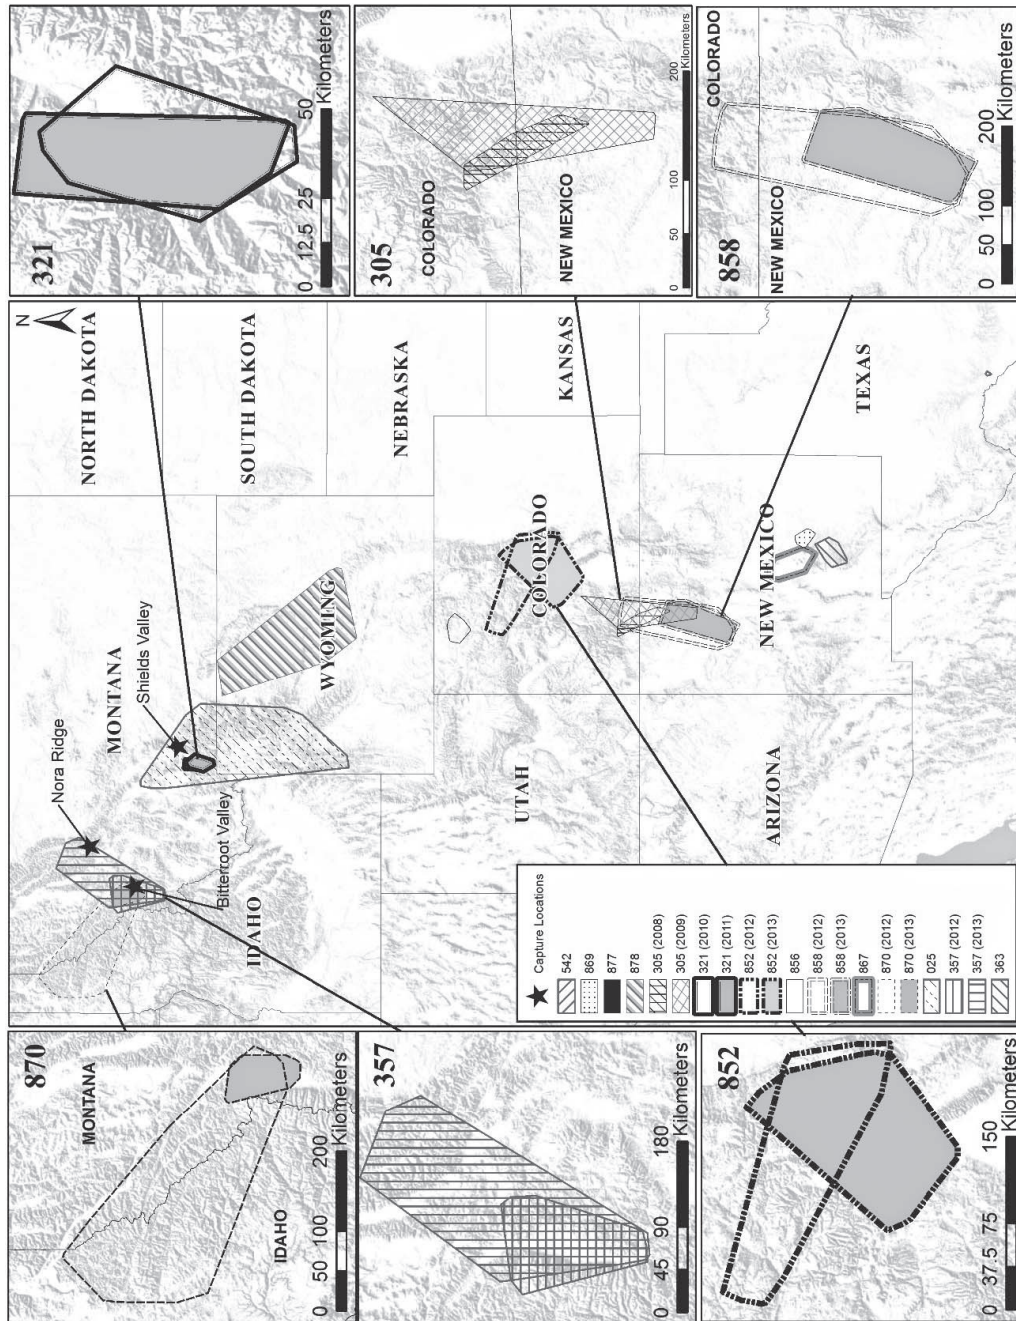 870
MONTANA
IDAHO
0 50 100 200
Kilometers
357
0 45 90 180
Kilometers
852
0 37.5 75 150
Kilometers
N
NORTH DAKOTA
SOUTH DAKOTA
NEBRASKA
KANSAS
TEXAS
MONTANA
WYOMING
COLORADO
NEW MEXICO
IDAHO
UTAH
ARIZONA
Nora Ridge
Shields Valley
Bitterroot Valley
Capture Locations
542
869
877
878
305 (2008)
305 (2009)
321 (2010)
321 (2011)
852 (2012)
852 (2013)
856
858 (2012)
858 (2013)
867
870 (2012)
870 (2013)
025
357 (2012)
357 (2013)
363
321
0 12.5 25 50
Kilometers
305
COLORADO
NEW MEXICO
0 50 100 200
Kilometers
858
COLORADO
NEW MEXICO
0 50 100 200
Kilometers